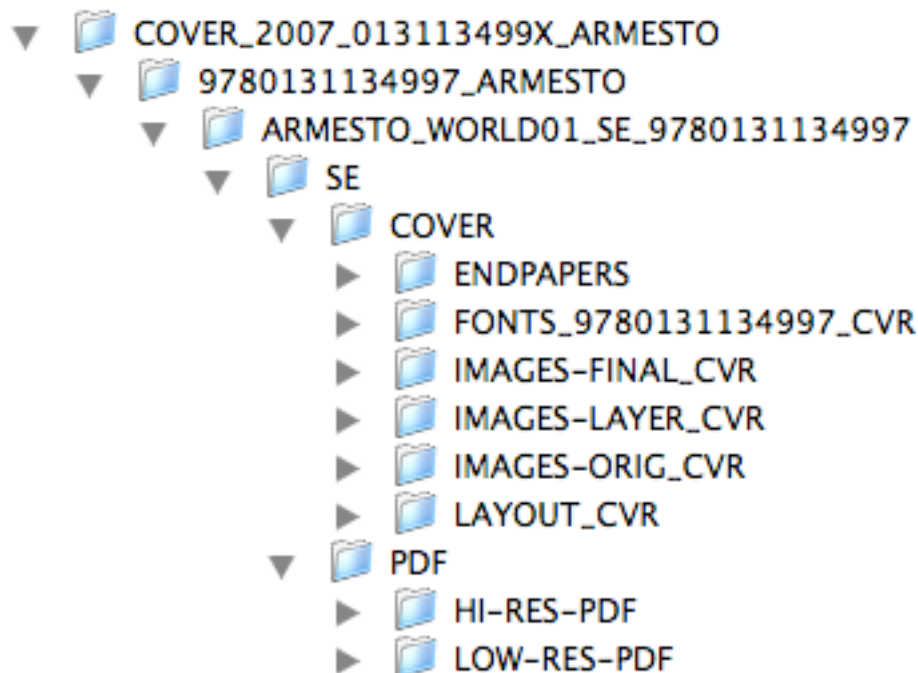 COVER_2007_013113499X_ARMESTO
9780131134997_ARMESTO
ARMESTO_WORLD01_SE_9780131134997
SE
COVER
ENDPAPERS
FONTS_9780131134997_CVR
IMAGES-FINAL_CVR
IMAGES-LAYER_CVR
IMAGES-ORIG_CVR
LAYOUT_CVR
PDF
HI-RES-PDF
LOW-RES-PDF